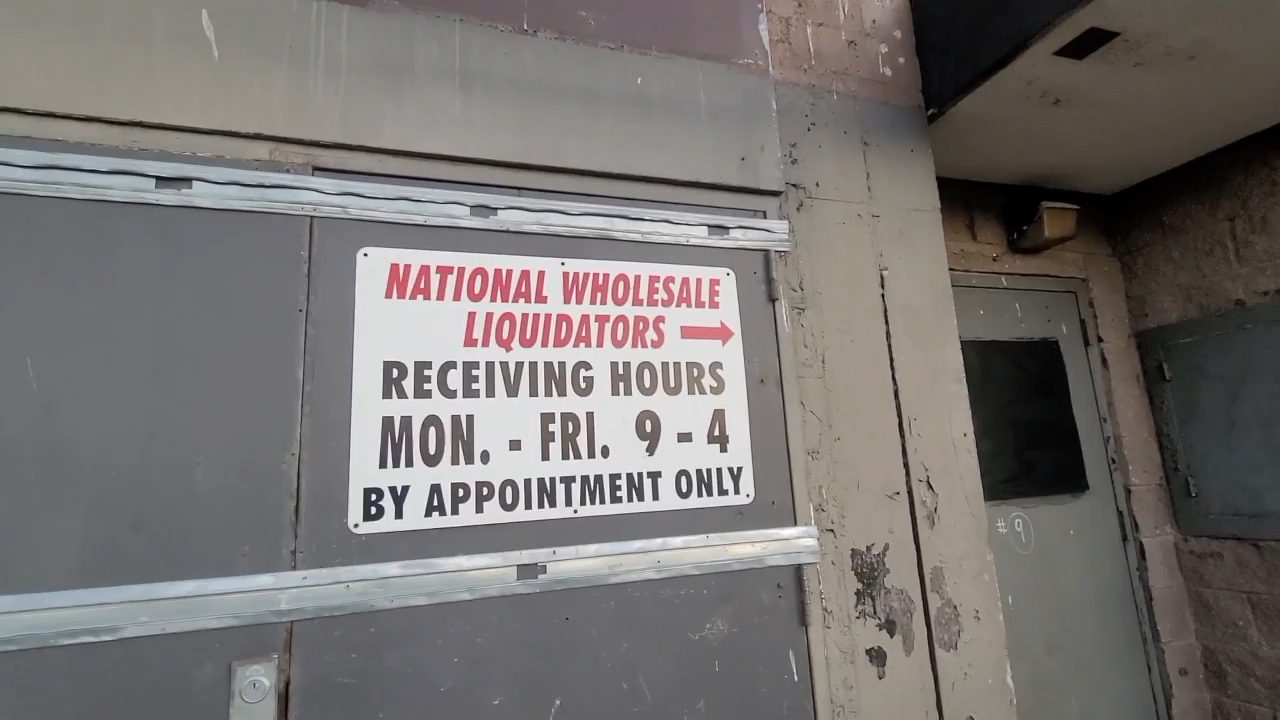 NATIONAL WHOLESALE
LIQUIDATORS
RECEIVING HOURS
MON. - FRI. 9 - 4
BY APPOINTMENT ONLY
#9